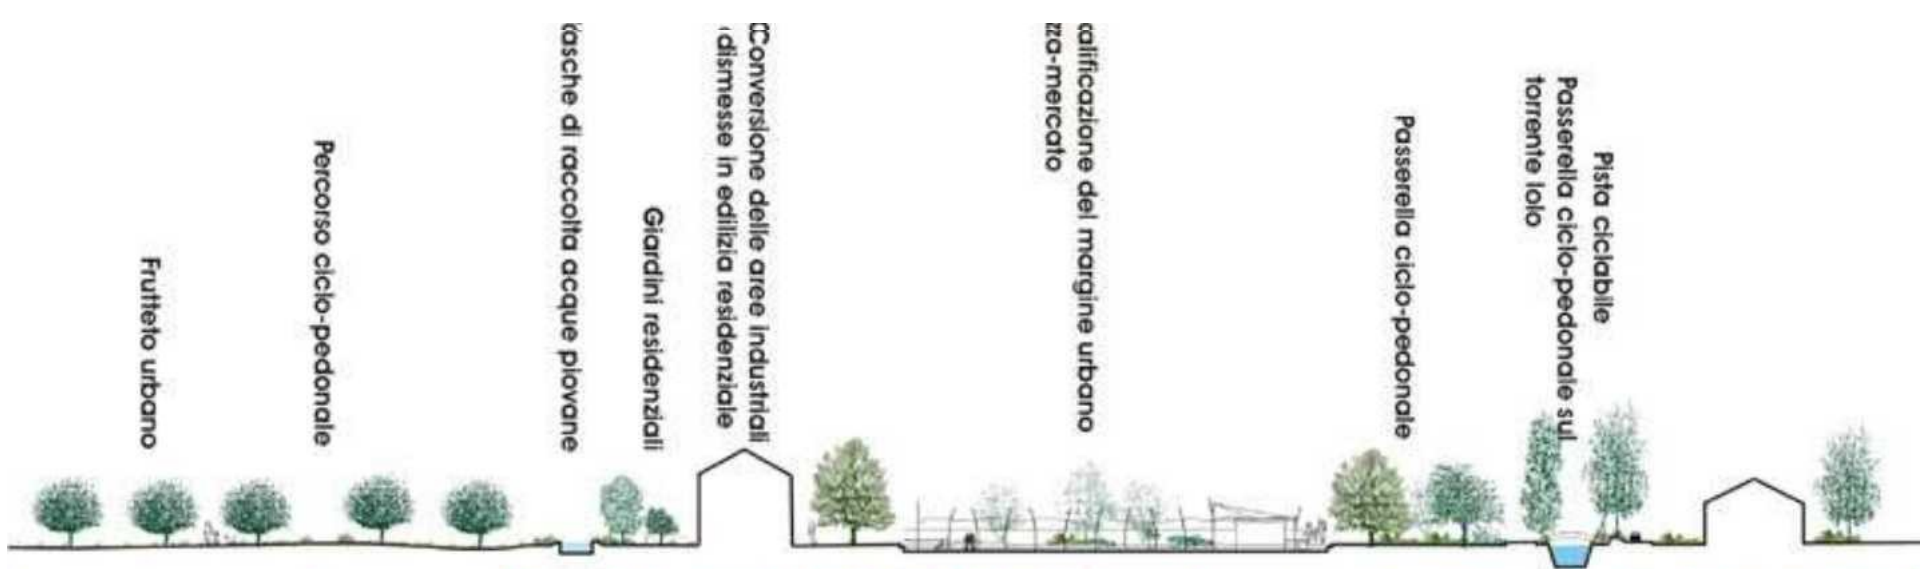 Frutteto urbano
Percorso ciclo-pedonale
asche di raccolta acque piovane
Giardini residenziali
Conversione delle aree industriali
dismesse in edilizia residenziale
alificazione del margine urbano
zza-mercato
Passerella ciclo-pedonale
Passerella ciclo-pedonale sul
torrente Iolo
Pista ciclabile